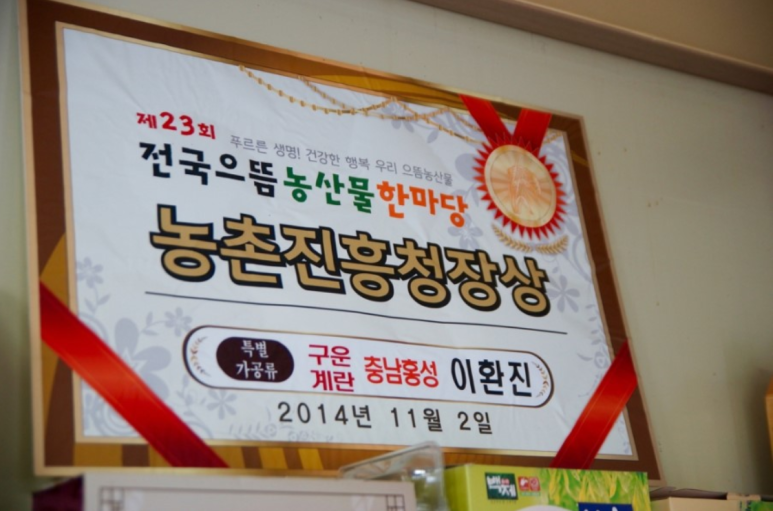 제23회
푸르른 생명! 건강한 행복 우리 으뜸농산물
전국으뜸농산물한마당
농촌진흥청장상
특별
가공류
구운
계란
충남홍성 이환진
2014년 11월 2일
백제